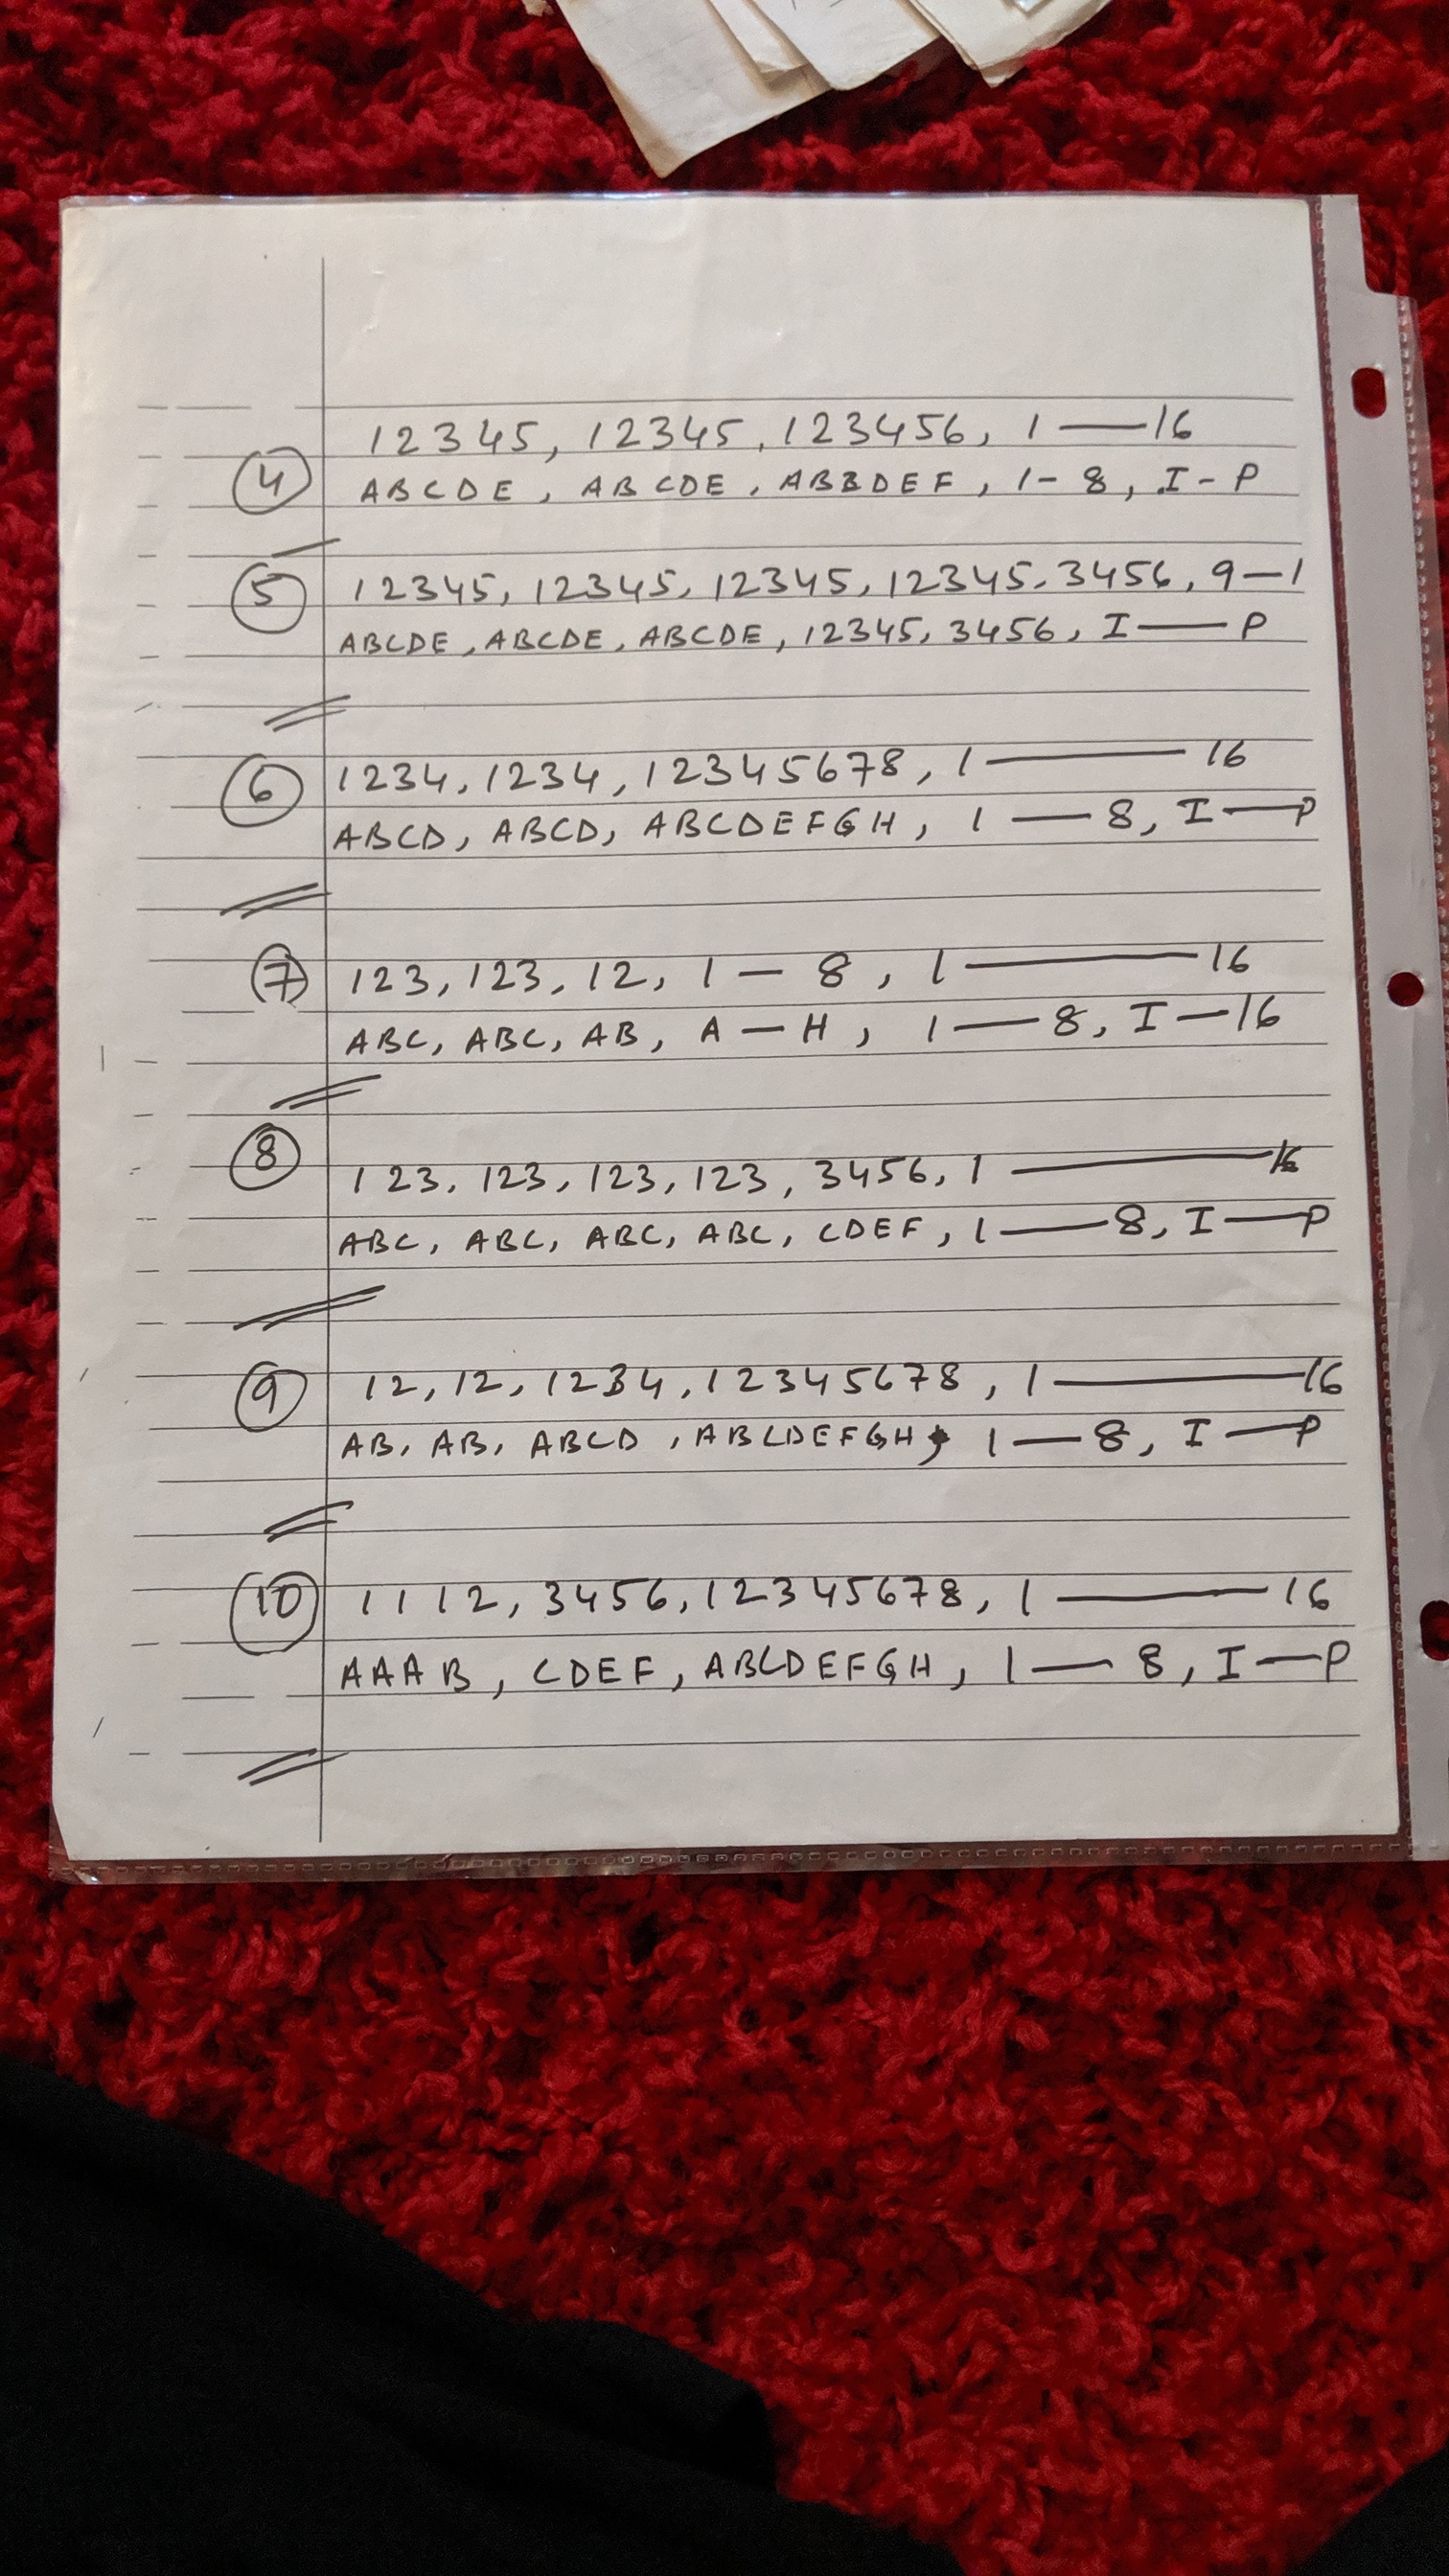 12345, 12345, 123456, 1—16
④ ABCDE, ABCDE, ABBDEF, 1-8, I-P
⑤ 12345, 12345, 12345, 12345, 3456, 9—1
ABCDE, ABCDE, ABCDE, 12345, 3456, I—P
⑥ 1234, 1234, 12345678, 1—16
ABCD, ABCD, ABCDEFGH, 1—8, I—P
⑦ 123, 123, 12, 1—8, 1—16
ABC, ABC, AB, A—H, 1—8, I—16
⑧ 123, 123, 123, 123, 3456, 1—16
ABC, ABC, ABC, ABC, CDEF, 1—8, I—P
⑨ 12, 12, 1234, 12345678, 1—16
AB, AB, ABCD, ABCDEFGH, 1—8, I—P
⑩ 1112, 3456, 12345678, 1—16
AAAB, CDEF, ABCDEFGH, 1—8, I—P